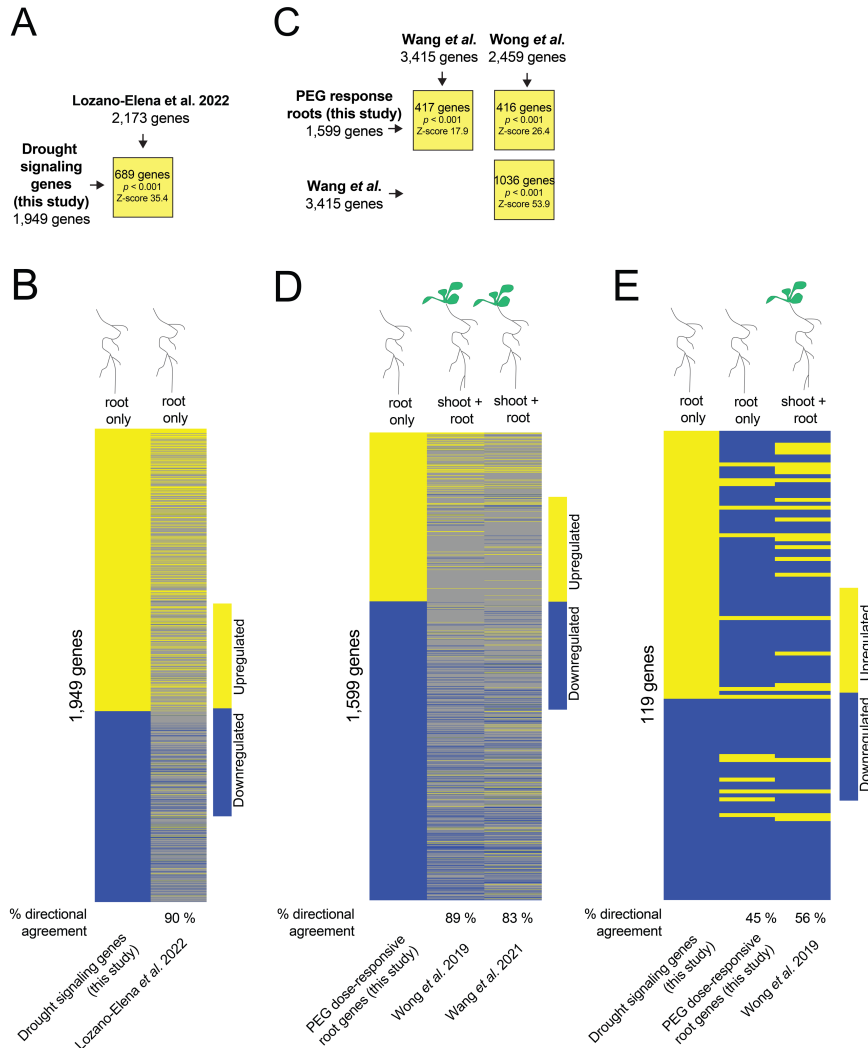 A
Lozano-Elena et al. 2022
2,173 genes
Drought
signaling
genes
(this study)
1,949 genes
689 genes
p < 0.001
Z-score 35.4
C
Wang et al.
3,415 genes
Wong et al.
2,459 genes
PEG response
roots (this study)
1,599 genes
417 genes
p < 0.001
Z-score 17.9
416 genes
p < 0.001
Z-score 26.4
Wang et al.
3,415 genes
1036 genes
p < 0.001
Z-score 53.9
B
root
only
root
only
1,949 genes
Upregulated
Downregulated
% directional
agreement
90 %
Drought signaling genes
(this study)
Lozano-Elena et al. 2022
D
root
only
shoot +
root
shoot +
root
1,599 genes
Upregulated
Downregulated
% directional
agreement
89 %
83 %
PEG dose-responsive
root genes (this study)
Wong et al. 2019
Wang et al. 2021
E
root
only
root
only
shoot +
root
119 genes
Upregulated
Downregulated
% directional
agreement
45 %
56 %
Drought signaling genes
(this study)
PEG dose-responsive
root genes (this study)
Wong et al. 2019